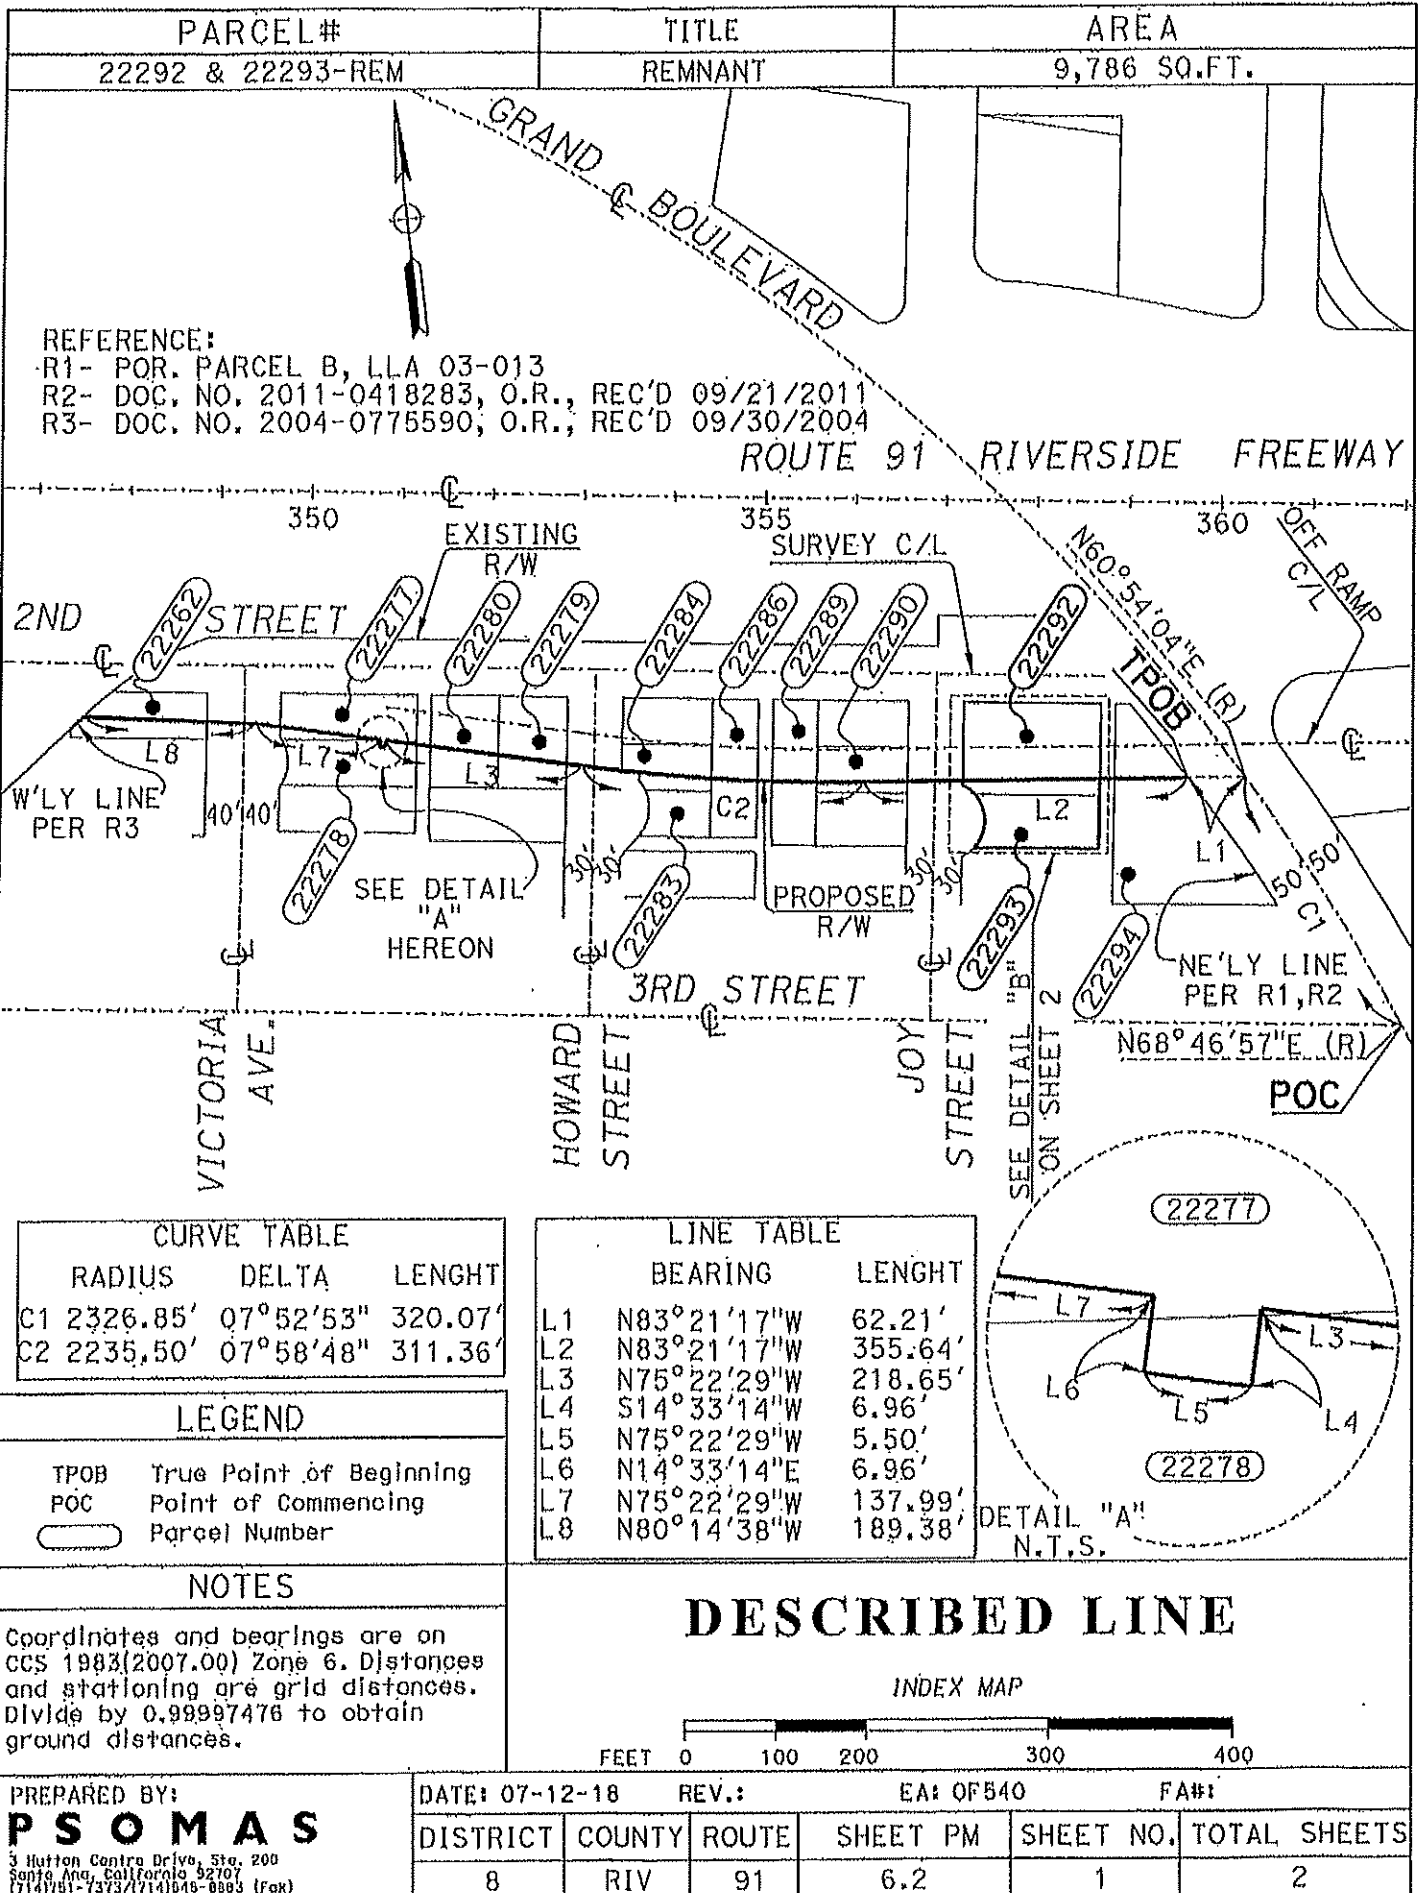 PARCEL# TITLE AREA
22292 & 22293-REM REMNANT 9,786 SQ.FT.
GRAND BOULEVARD
℄
REFERENCE:
R1- POR. PARCEL B, LLA 03-013
R2- DOC. NO. 2011-0418283, O.R., REC'D 09/21/2011
R3- DOC. NO. 2004-0775590, O.R., REC'D 09/30/2004
ROUTE 91 RIVERSIDE FREEWAY
℄
350 355 360
EXISTING
R/W
SURVEY C/L
N60°54'04"E (R)
OFF RAMP
C/L
2ND STREET
℄
22262
22277
22280
22279
22284
22286
22289
22290
22292
TPOB
℄
L8
L7
L3
C2
L2
L1
W'LY LINE
PER R3
40' 40'
22278
SEE DETAIL
"A"
HEREON
30' 30'
22283
PROPOSED
R/W
30' 30'
22293
22294
50' 50'
C1
NE'LY LINE
PER R1,R2
℄
℄
℄
3RD STREET
℄
N68°46'57"E (R)
POC
VICTORIA
AVE.
HOWARD
STREET
JOY
STREET
SEE DETAIL "B"
ON SHEET 2
CURVE TABLE
RADIUS DELTA LENGHT
C1 2326.85' 07°52'53" 320.07'
C2 2235.50' 07°58'48" 311.36'
LINE TABLE
BEARING LENGHT
L1 N83°21'17"W 62.21'
L2 N83°21'17"W 355.64'
L3 N75°22'29"W 218.65'
L4 S14°33'14"W 6.96'
L5 N75°22'29"W 5.50'
L6 N14°33'14"E 6.96'
L7 N75°22'29"W 137.99'
L8 N80°14'38"W 189.38'
22277
L7
L3
L6
L5
L4
22278
DETAIL "A"
N.T.S.
LEGEND
TPOB True Point of Beginning
POC Point of Commencing
Parcel Number
NOTES
Coordinates and bearings are on
CCS 1983(2007.00) Zone 6. Distances
and stationing are grid distances.
Divide by 0.99997476 to obtain
ground distances.
DESCRIBED LINE
INDEX MAP
FEET 0 100 200 300 400
PREPARED BY:
PSOMAS
3 Hutton Centre Drive, Ste. 200
Santa Ana, California 92707
DATE: 07-12-18 REV.: EA: 0F540 FA#:
DISTRICT COUNTY ROUTE SHEET PM SHEET NO. TOTAL SHEETS
8 RIV 91 6.2 1 2